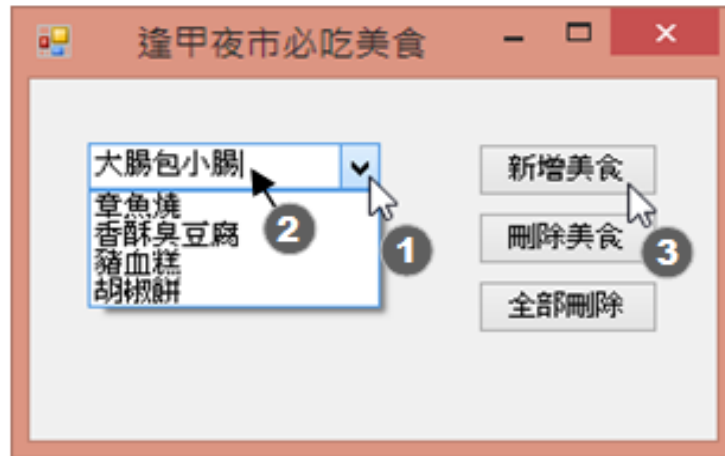 逢甲夜市必吃美食
大腸包小腸
章魚燒
香酥臭豆腐
豬血糕
胡椒餅
新增美食
刪除美食
全部刪除
1
2
3